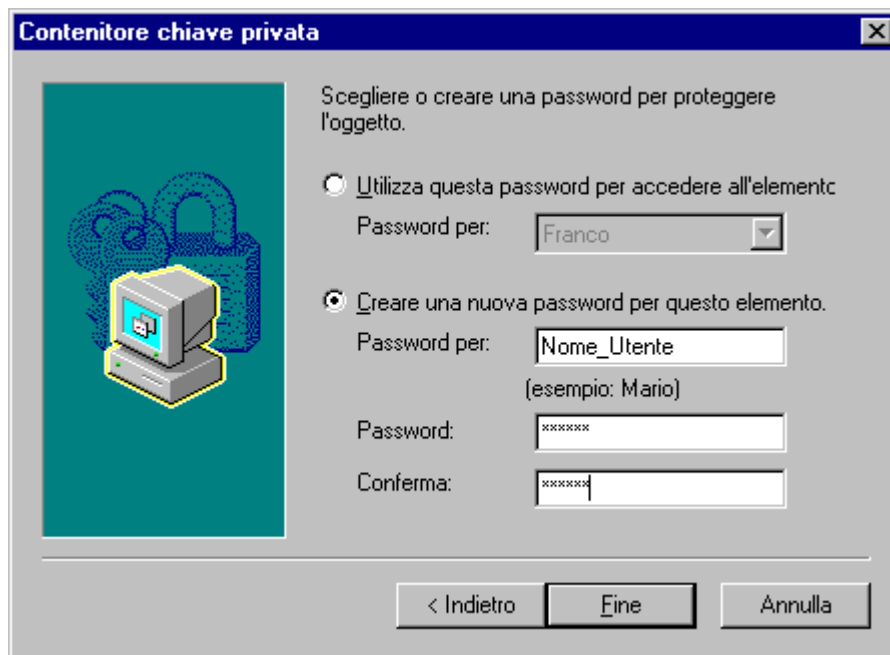 Contenitore chiave privata
Scegliere o creare una password per proteggere
l'oggetto.
Utilizza questa password per accedere all'elemento
Password per:
Franco
Creare una nuova password per questo elemento.
Password per:
Nome_Utente
(esempio: Mario)
Password:
******
Conferma:
******
< Indietro
Fine
Annulla